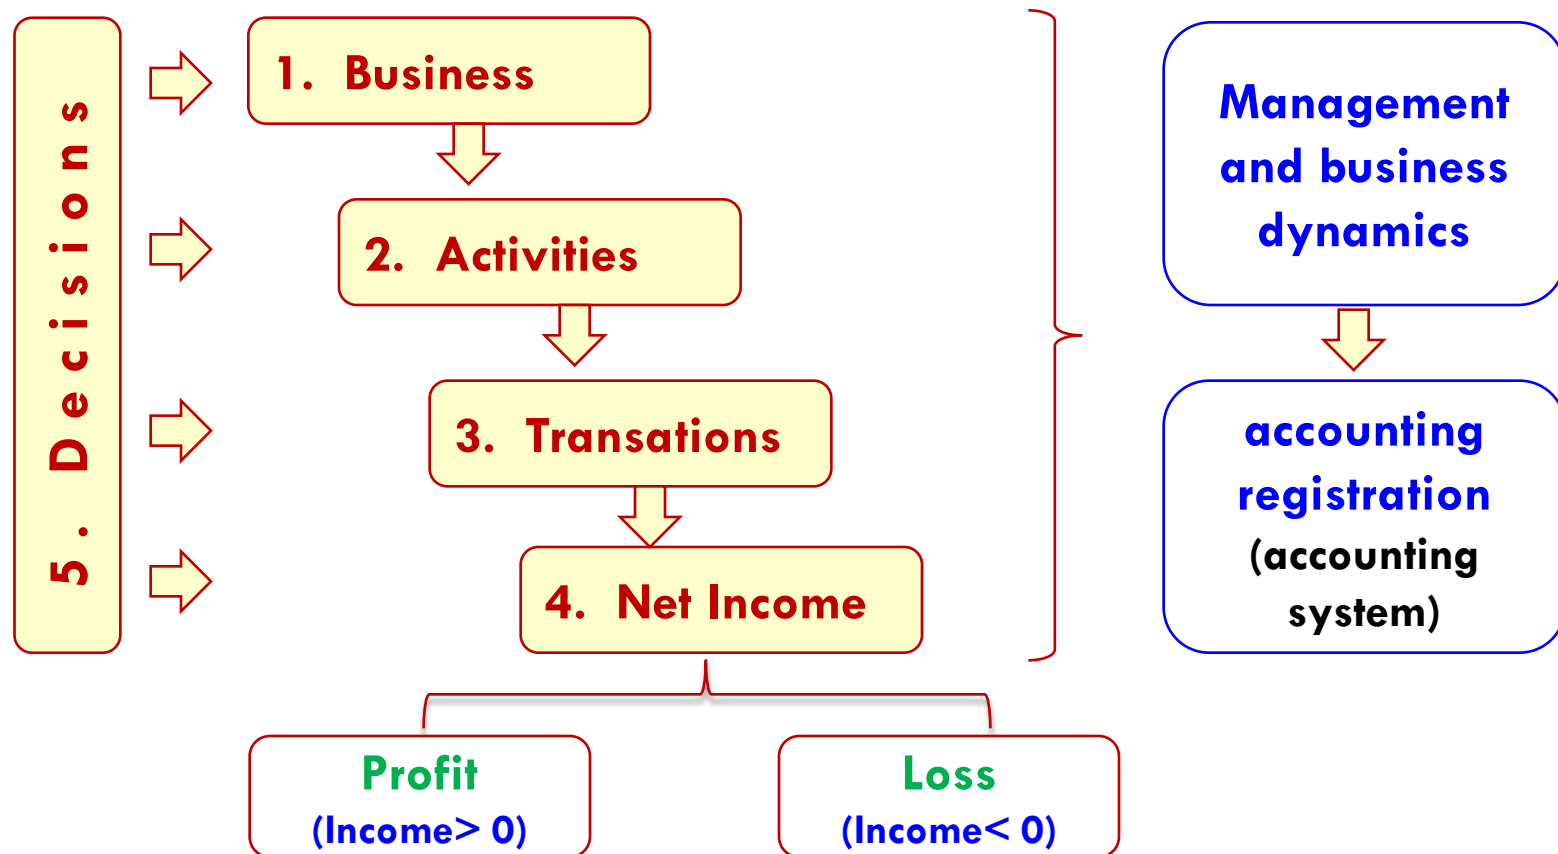 5. Decisions
1. Business
2. Activities
3. Transations
4. Net Income
Profit
(Income> 0)
Loss
(Income< 0)
Management
and business
dynamics
accounting
registration
(accounting
system)